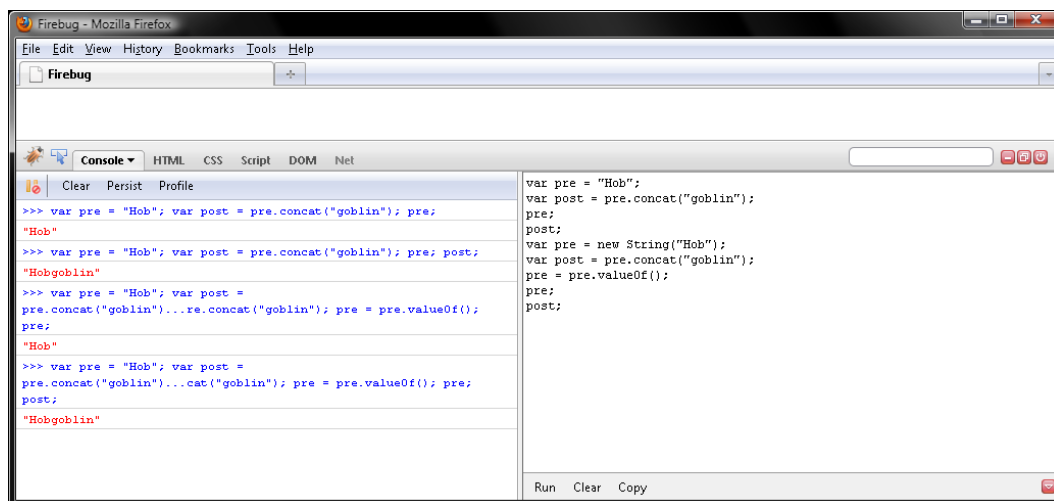 Firebug - Mozilla Firefox
File Edit View History Bookmarks Tools Help
Firebug
Console HTML CSS Script DOM Net
Clear Persist Profile
>>> var pre = "Hob"; var post = pre.concat("goblin"); pre;
"Hob"
>>> var pre = "Hob"; var post = pre.concat("goblin"); pre; post;
"Hobgoblin"
>>> var pre = "Hob"; var post =
pre.concat("goblin")...re.concat("goblin"); pre = pre.valueOf();
pre;
"Hob"
>>> var pre = "Hob"; var post =
pre.concat("goblin")...cat("goblin"); pre = pre.valueOf(); pre;
post;
"Hobgoblin"
var pre = "Hob";
var post = pre.concat("goblin");
pre;
post;
var pre = new String("Hob");
var post = pre.concat("goblin");
pre = pre.valueOf();
pre;
post;
Run Clear Copy